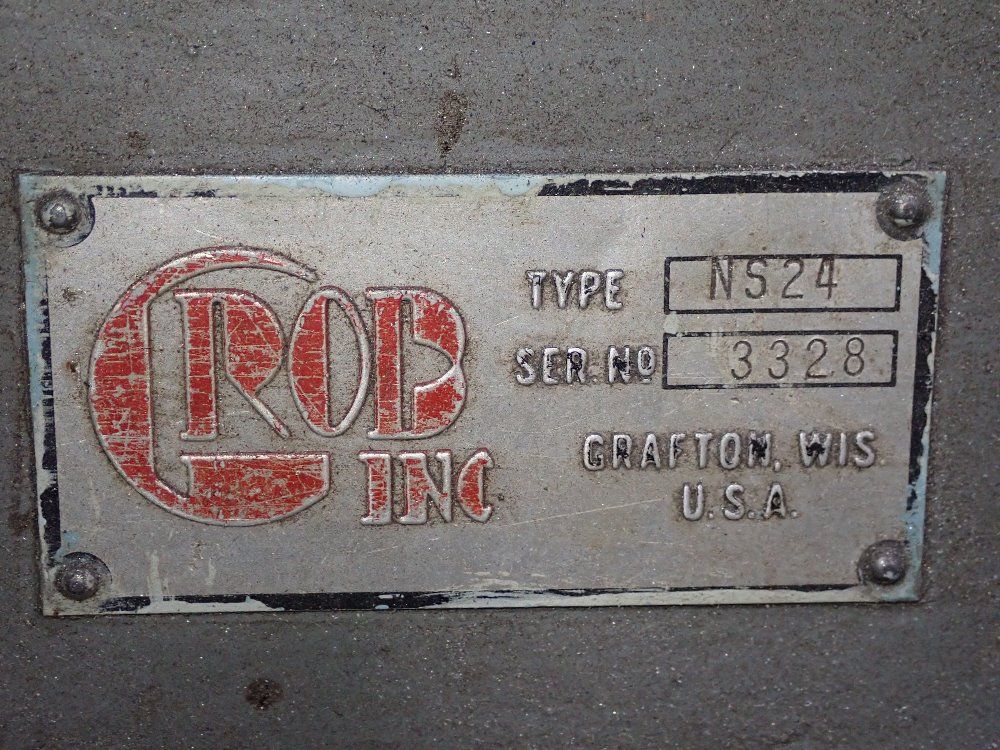 GROB
INC
TYPE NS24
SER. Nº 3328
GRAFTON, WIS.
U.S.A.